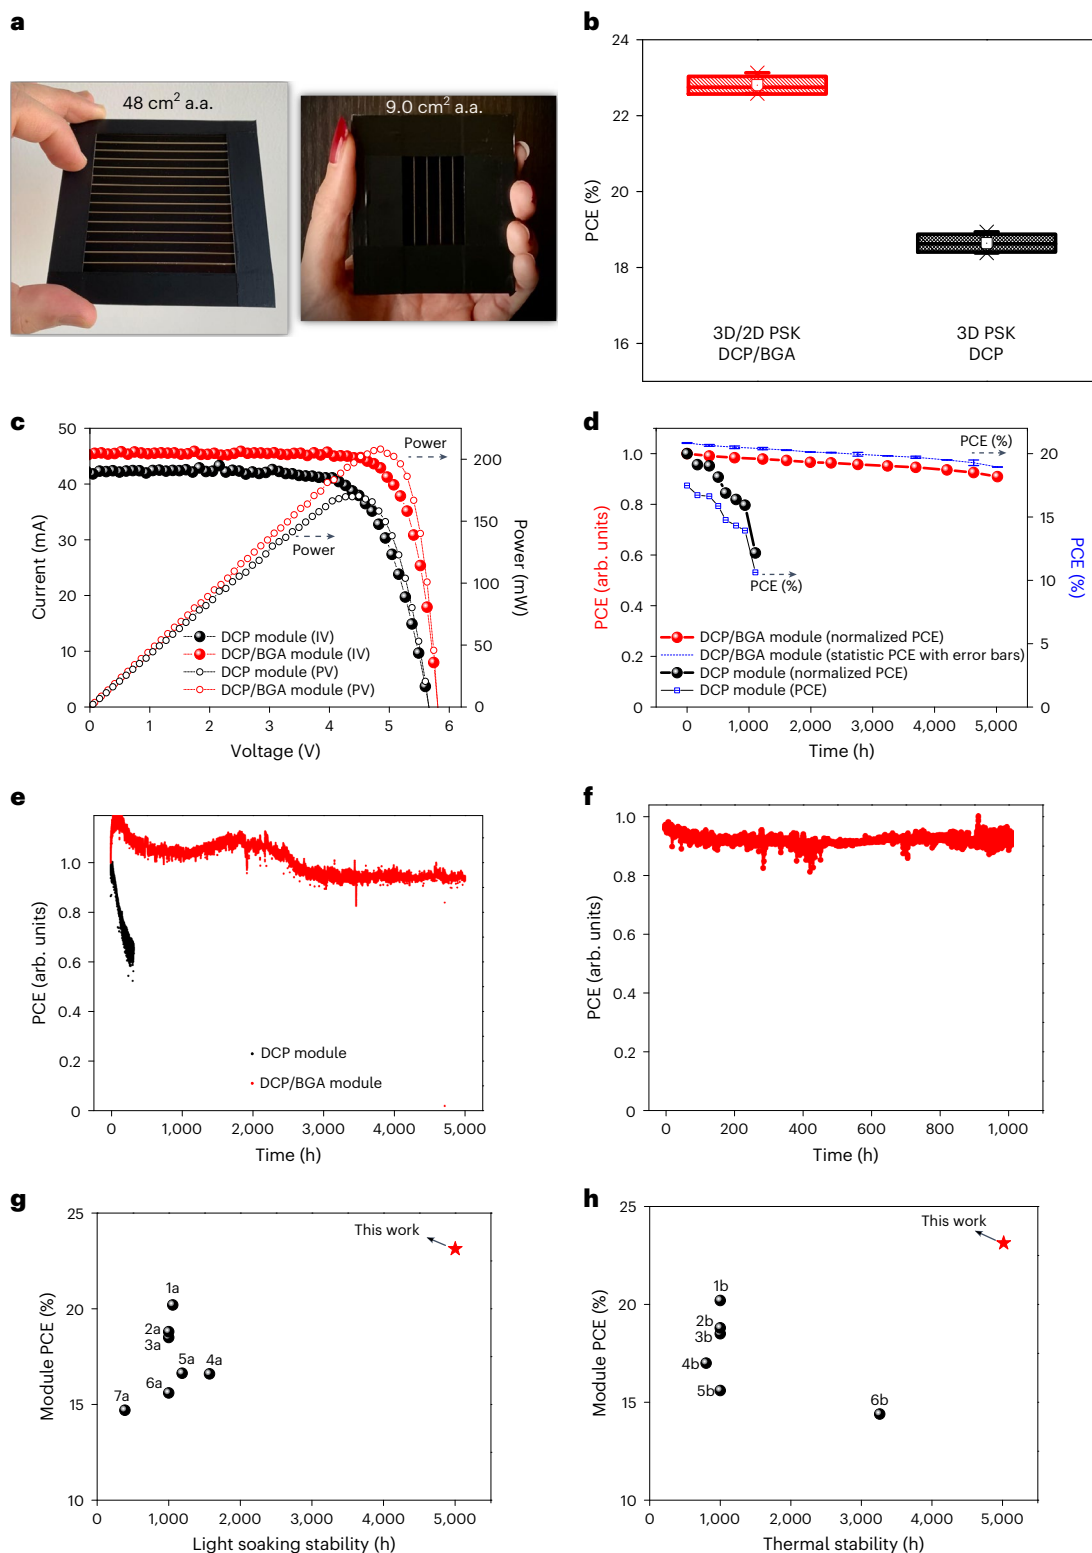 a
48 cm² a.a.
9.0 cm² a.a.
b
24
22
20
18
16
PCE (%)
3D/2D PSK
DCP/BGA
3D PSK
DCP
c
50
40
30
20
10
0
Current (mA)
200
150
100
50
0
Power (mW)
Power
Power
DCP module (IV)
DCP/BGA module (IV)
DCP module (PV)
DCP/BGA module (PV)
0 1 2 3 4 5 6
Voltage (V)
d
1.0
0.8
0.6
0.4
0.2
0
PCE (arb. units)
20
15
10
5
0
PCE (%)
PCE (%)
PCE (%)
DCP/BGA module (normalized PCE)
DCP/BGA module (statistic PCE with error bars)
DCP module (normalized PCE)
DCP module (PCE)
0 1,000 2,000 3,000 4,000 5,000
Time (h)
e
1.0
0.8
0.6
0.4
0.2
0
PCE (arb. units)
DCP module
DCP/BGA module
0 1,000 2,000 3,000 4,000 5,000
Time (h)
f
1.0
0.8
0.6
0.4
0.2
0
PCE (arb. units)
0 200 400 600 800 1,000
Time (h)
g
25
20
15
10
Module PCE (%)
This work
1a
2a
3a
5a 4a
6a
7a
0 1,000 2,000 3,000 4,000 5,000
Light soaking stability (h)
h
25
20
15
10
Module PCE (%)
This work
1b
2b
3b
4b
5b
6b
0 1,000 2,000 3,000 4,000 5,000
Thermal stability (h)